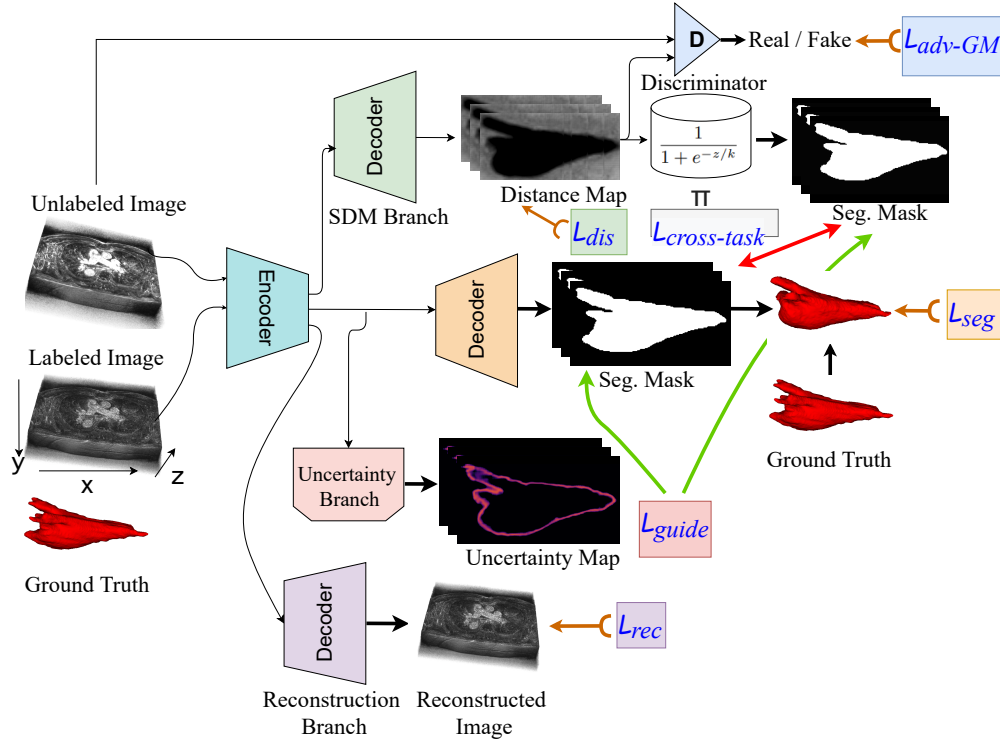 D
Real / Fake
L_adv-GM
Discriminator
Decoder
1
1 + e^{-z/k}
SDM Branch
Distance Map
Π
Seg. Mask
L_dis
L_cross-task
Unlabeled Image
Encoder
Decoder
Seg. Mask
L_seg
Labeled Image
y
x
z
Ground Truth
Ground Truth
Uncertainty
Branch
Uncertainty Map
L_guide
Decoder
L_rec
Reconstruction
Branch
Reconstructed
Image